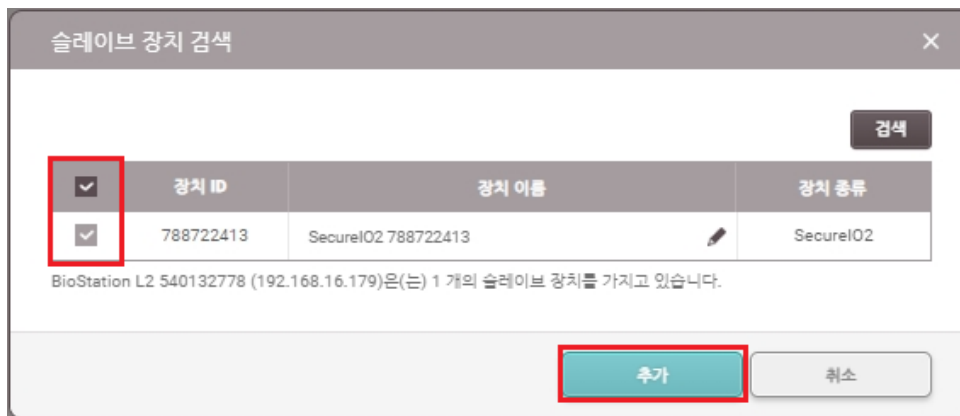 슬레이브 장치 검색
검색
장치 ID 장치 이름 장치 종류
788722413 SecureIO2 788722413 SecureIO2
BioStation L2 540132778 (192.168.16.179)은(는) 1 개의 슬레이브 장치를 가지고 있습니다.
추가 취소